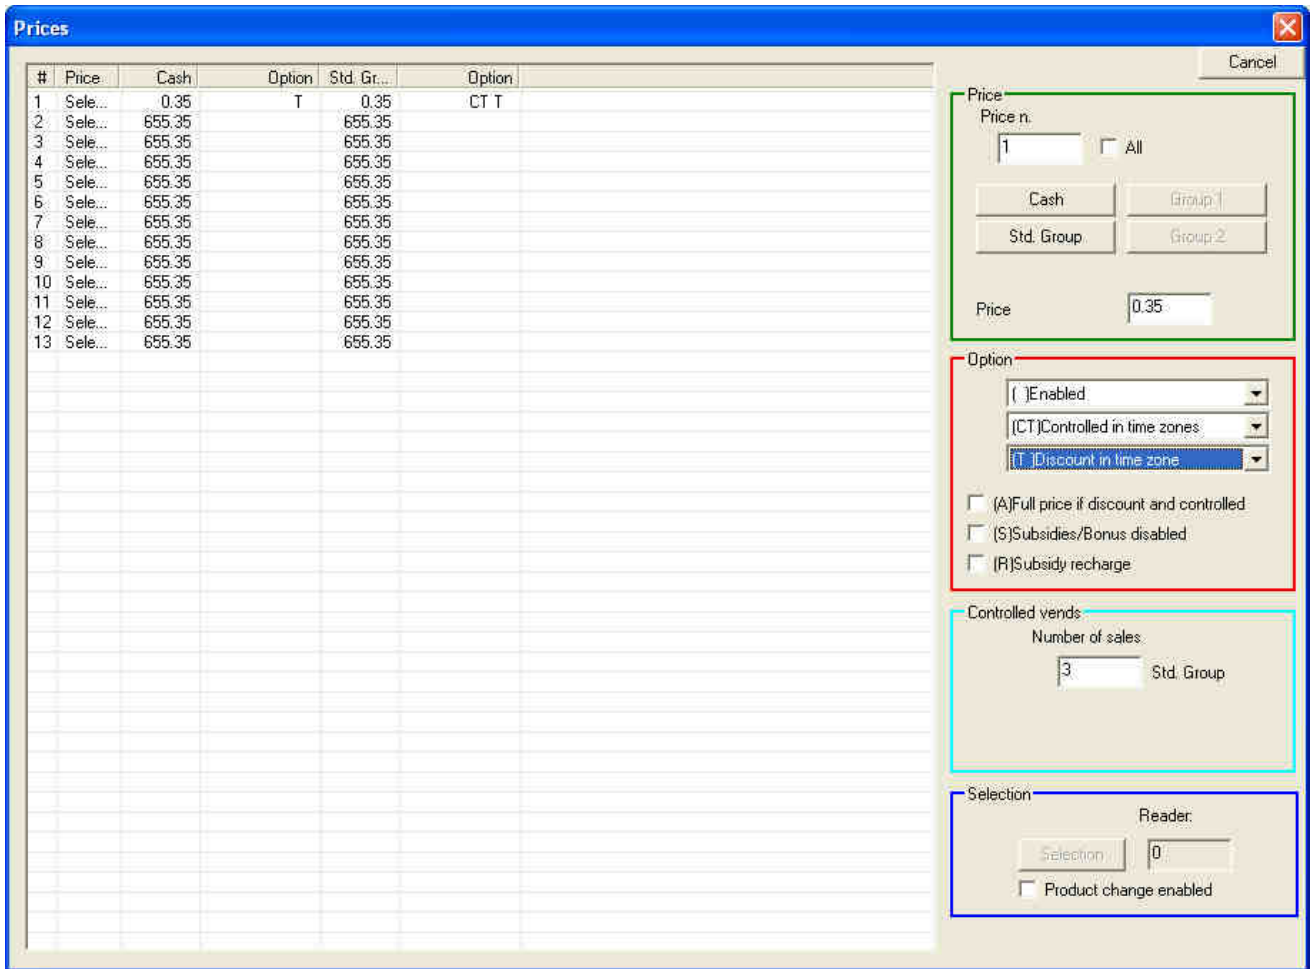 Prices
Cancel
# Price Cash Option Std. Gr... Option
1 Sele... 0.35 T 0.35 CT T
2 Sele... 655.35 655.35
3 Sele... 655.35 655.35
4 Sele... 655.35 655.35
5 Sele... 655.35 655.35
6 Sele... 655.35 655.35
7 Sele... 655.35 655.35
8 Sele... 655.35 655.35
9 Sele... 655.35 655.35
10 Sele... 655.35 655.35
11 Sele... 655.35 655.35
12 Sele... 655.35 655.35
13 Sele... 655.35 655.35
Price
Price n.
1 All
Cash Group 1
Std. Group Group 2
Price 0.35
Option
( )Enabled
(CT)Controlled in time zones
(T )Discount in time zone
(A)Full price if discount and controlled
(S)Subsidies/Bonus disabled
(R)Subsidy recharge
Controlled vends
Number of sales
3 Std. Group
Selection
Reader:
Selection 0
Product change enabled